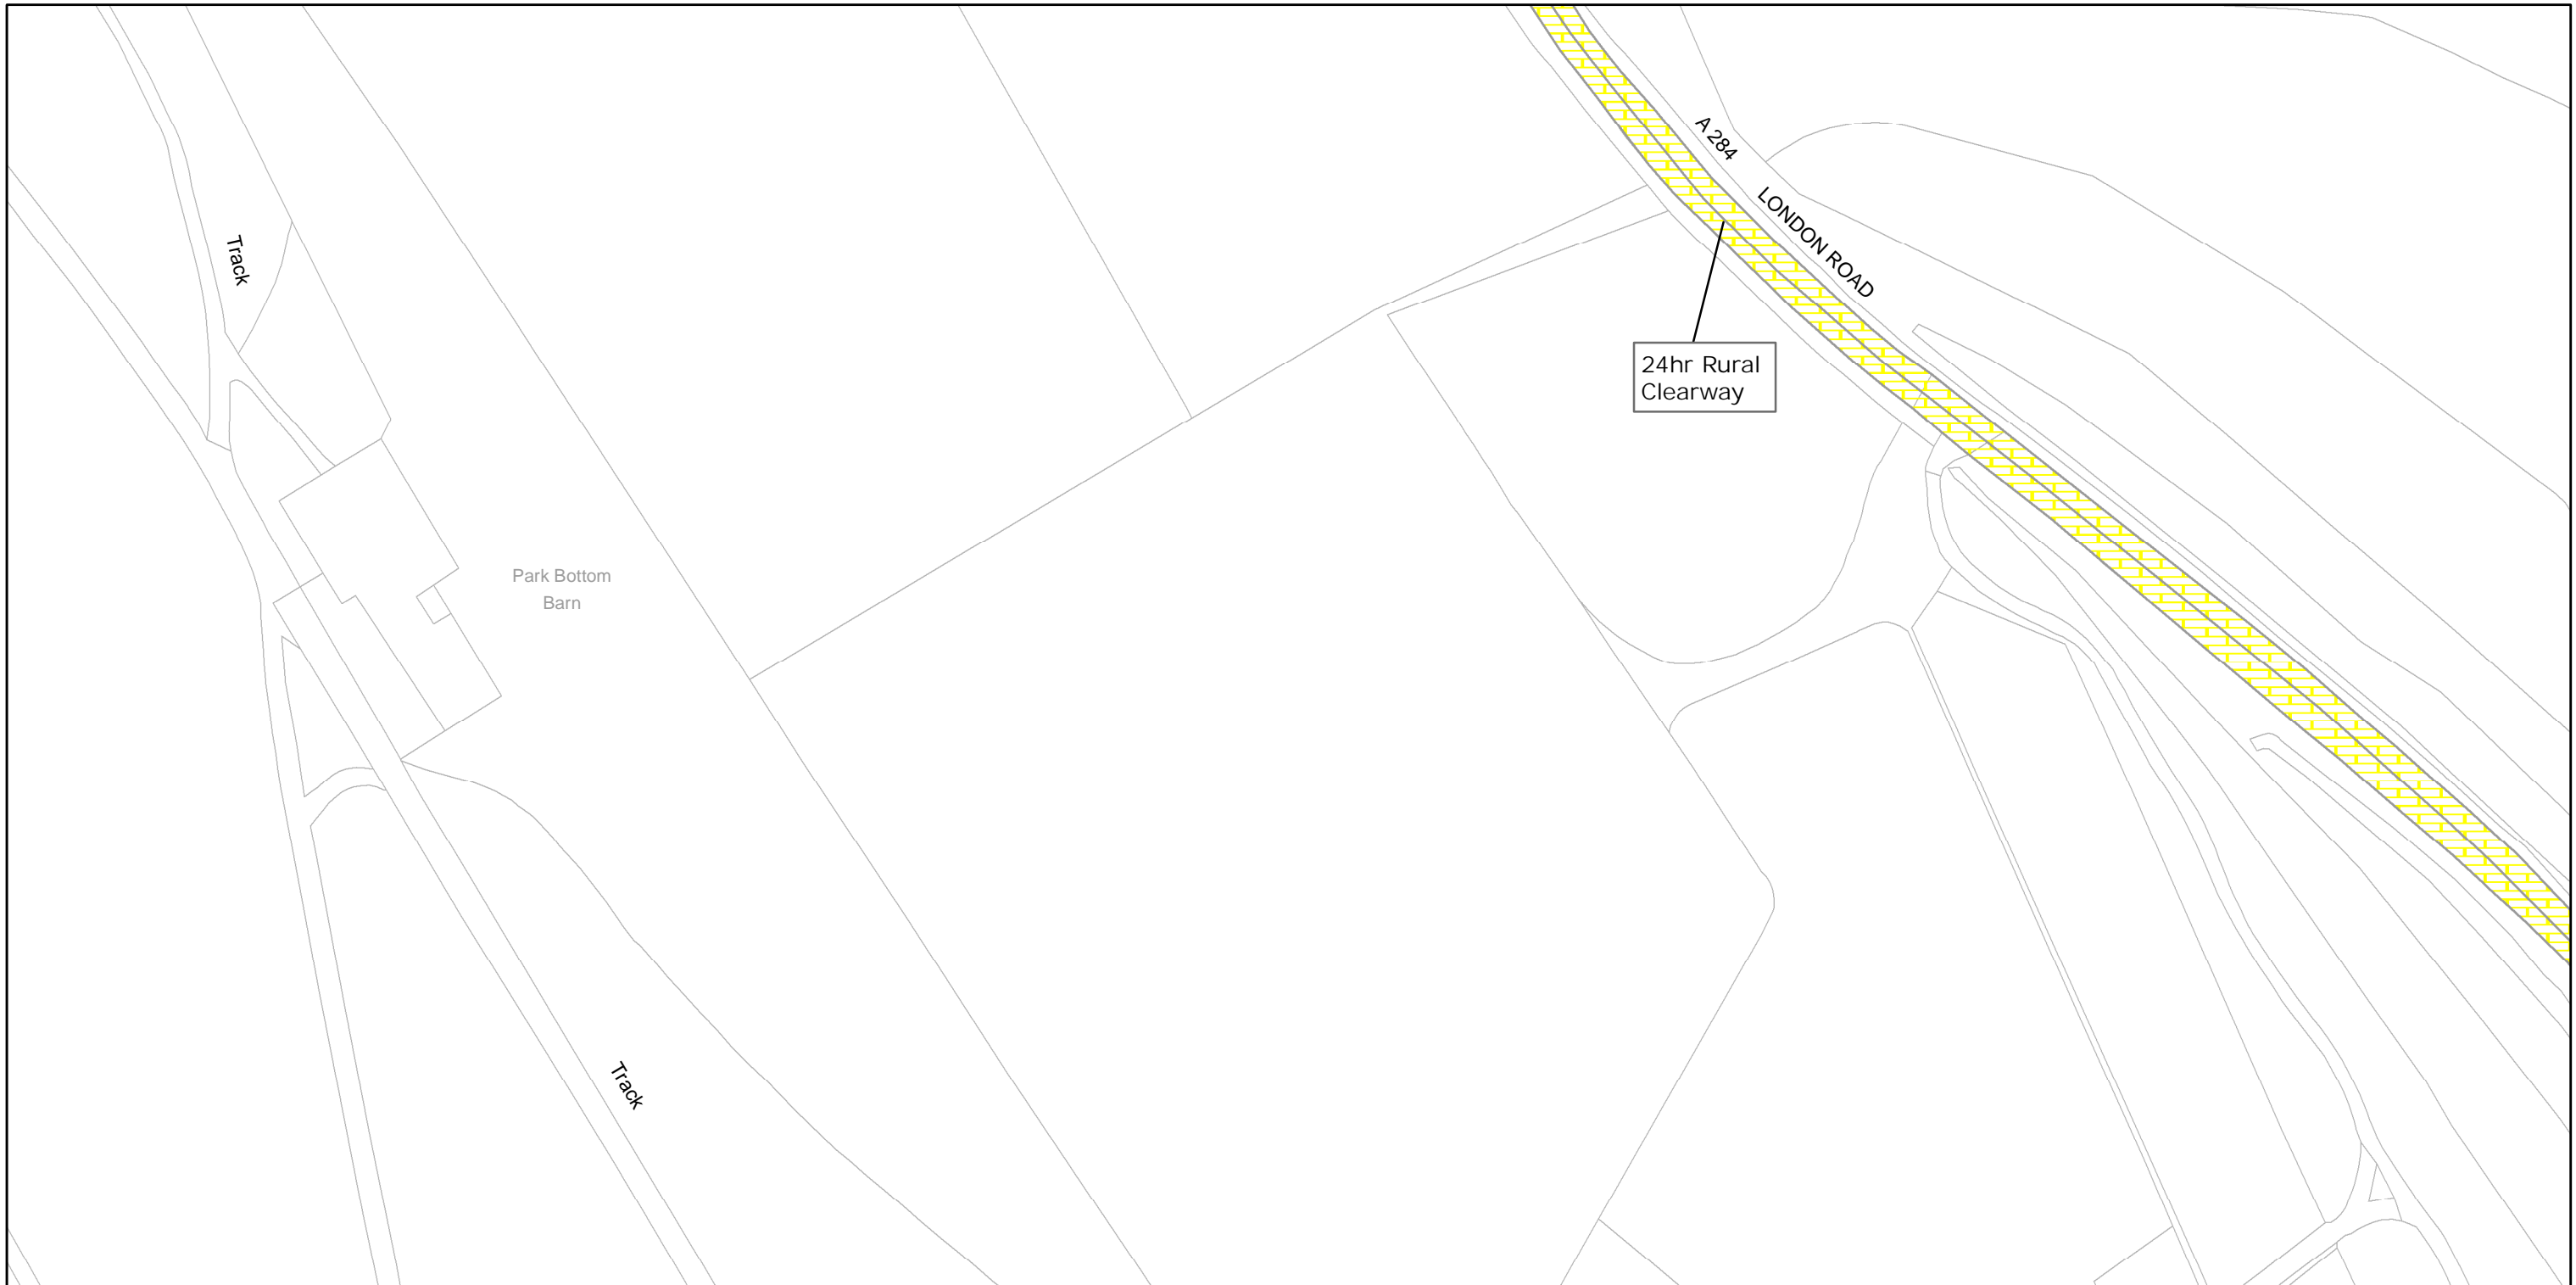 A 284
LONDON ROAD
Track
24hr Rural
Clearway
Park Bottom
Barn
Track